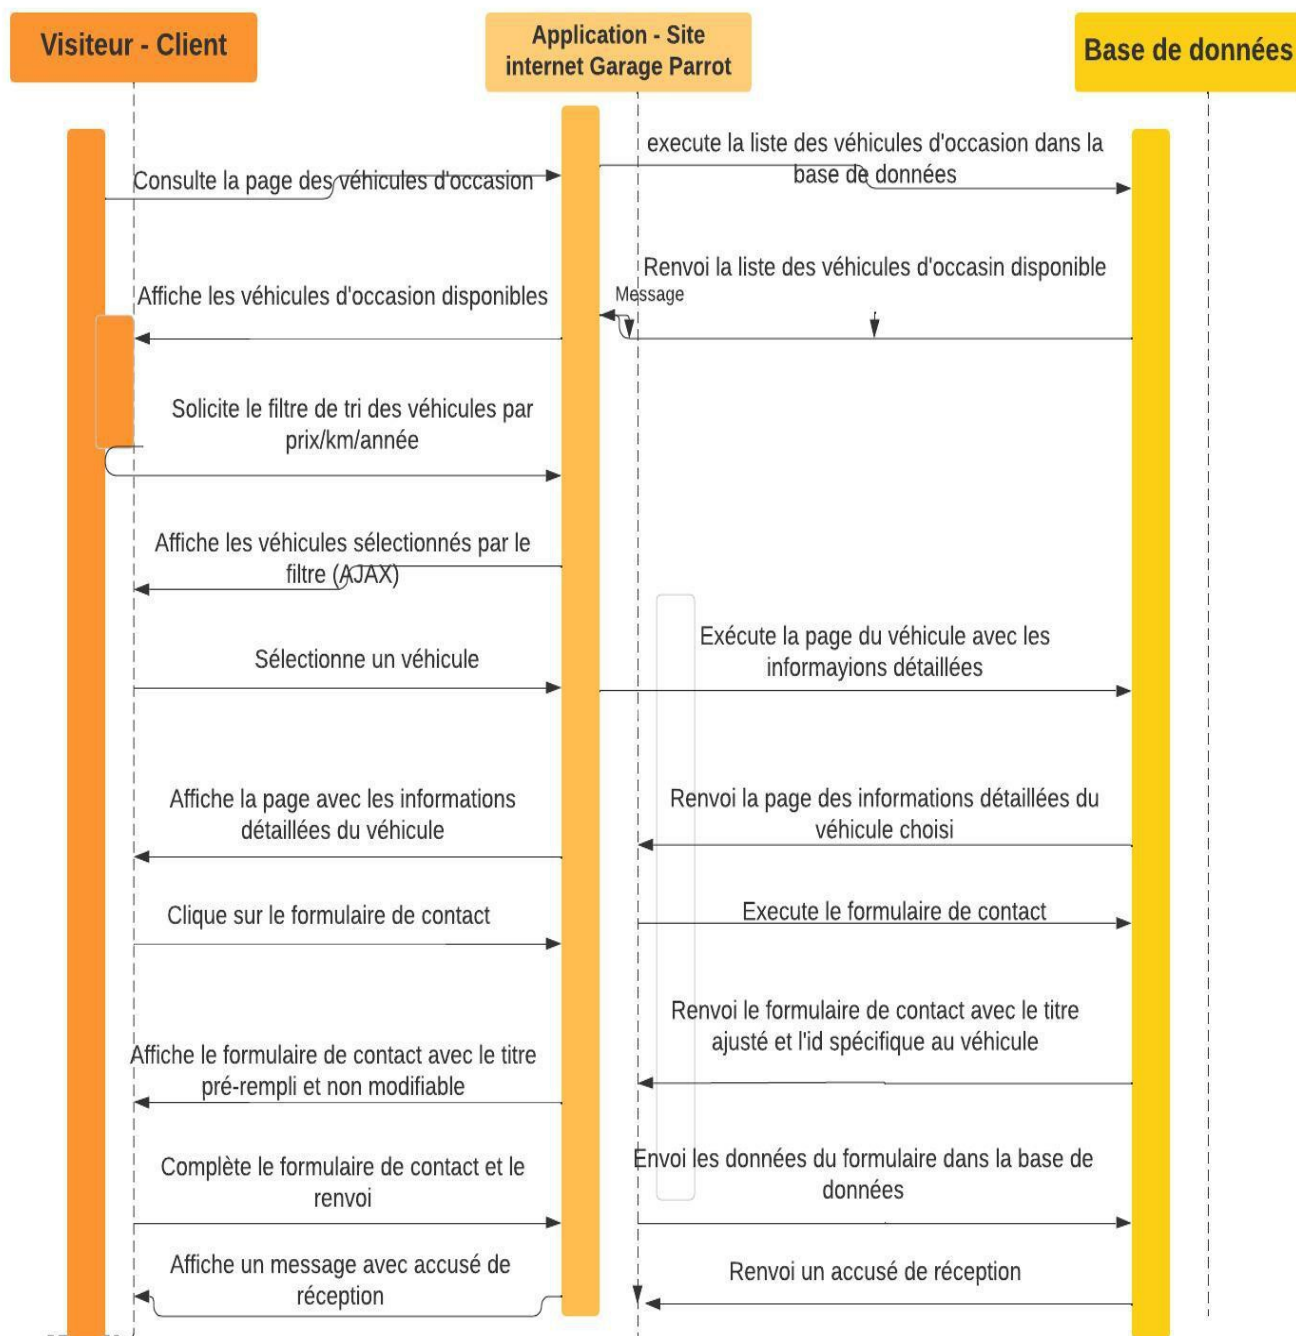 Visiteur - Client
Application - Site
internet Garage Parrot
Base de données
Consulte la page des véhicules d'occasion
execute la liste des véhicules d'occasion dans la
base de données
Renvoi la liste des véhicules d'occasin disponible
Message
Affiche les véhicules d'occasion disponibles
Solicite le filtre de tri des véhicules par
prix/km/année
Affiche les véhicules sélectionnés par le
filtre (AJAX)
Sélectionne un véhicule
Exécute la page du véhicule avec les
informayions détaillées
Affiche la page avec les informations
détaillées du véhicule
Renvoi la page des informations détaillées du
véhicule choisi
Clique sur le formulaire de contact
Execute le formulaire de contact
Renvoi le formulaire de contact avec le titre
ajusté et l'id spécifique au véhicule
Affiche le formulaire de contact avec le titre
pré-rempli et non modifiable
Complète le formulaire de contact et le
renvoi
Envoi les données du formulaire dans la base de
données
Affiche un message avec accusé de
réception
Renvoi un accusé de réception